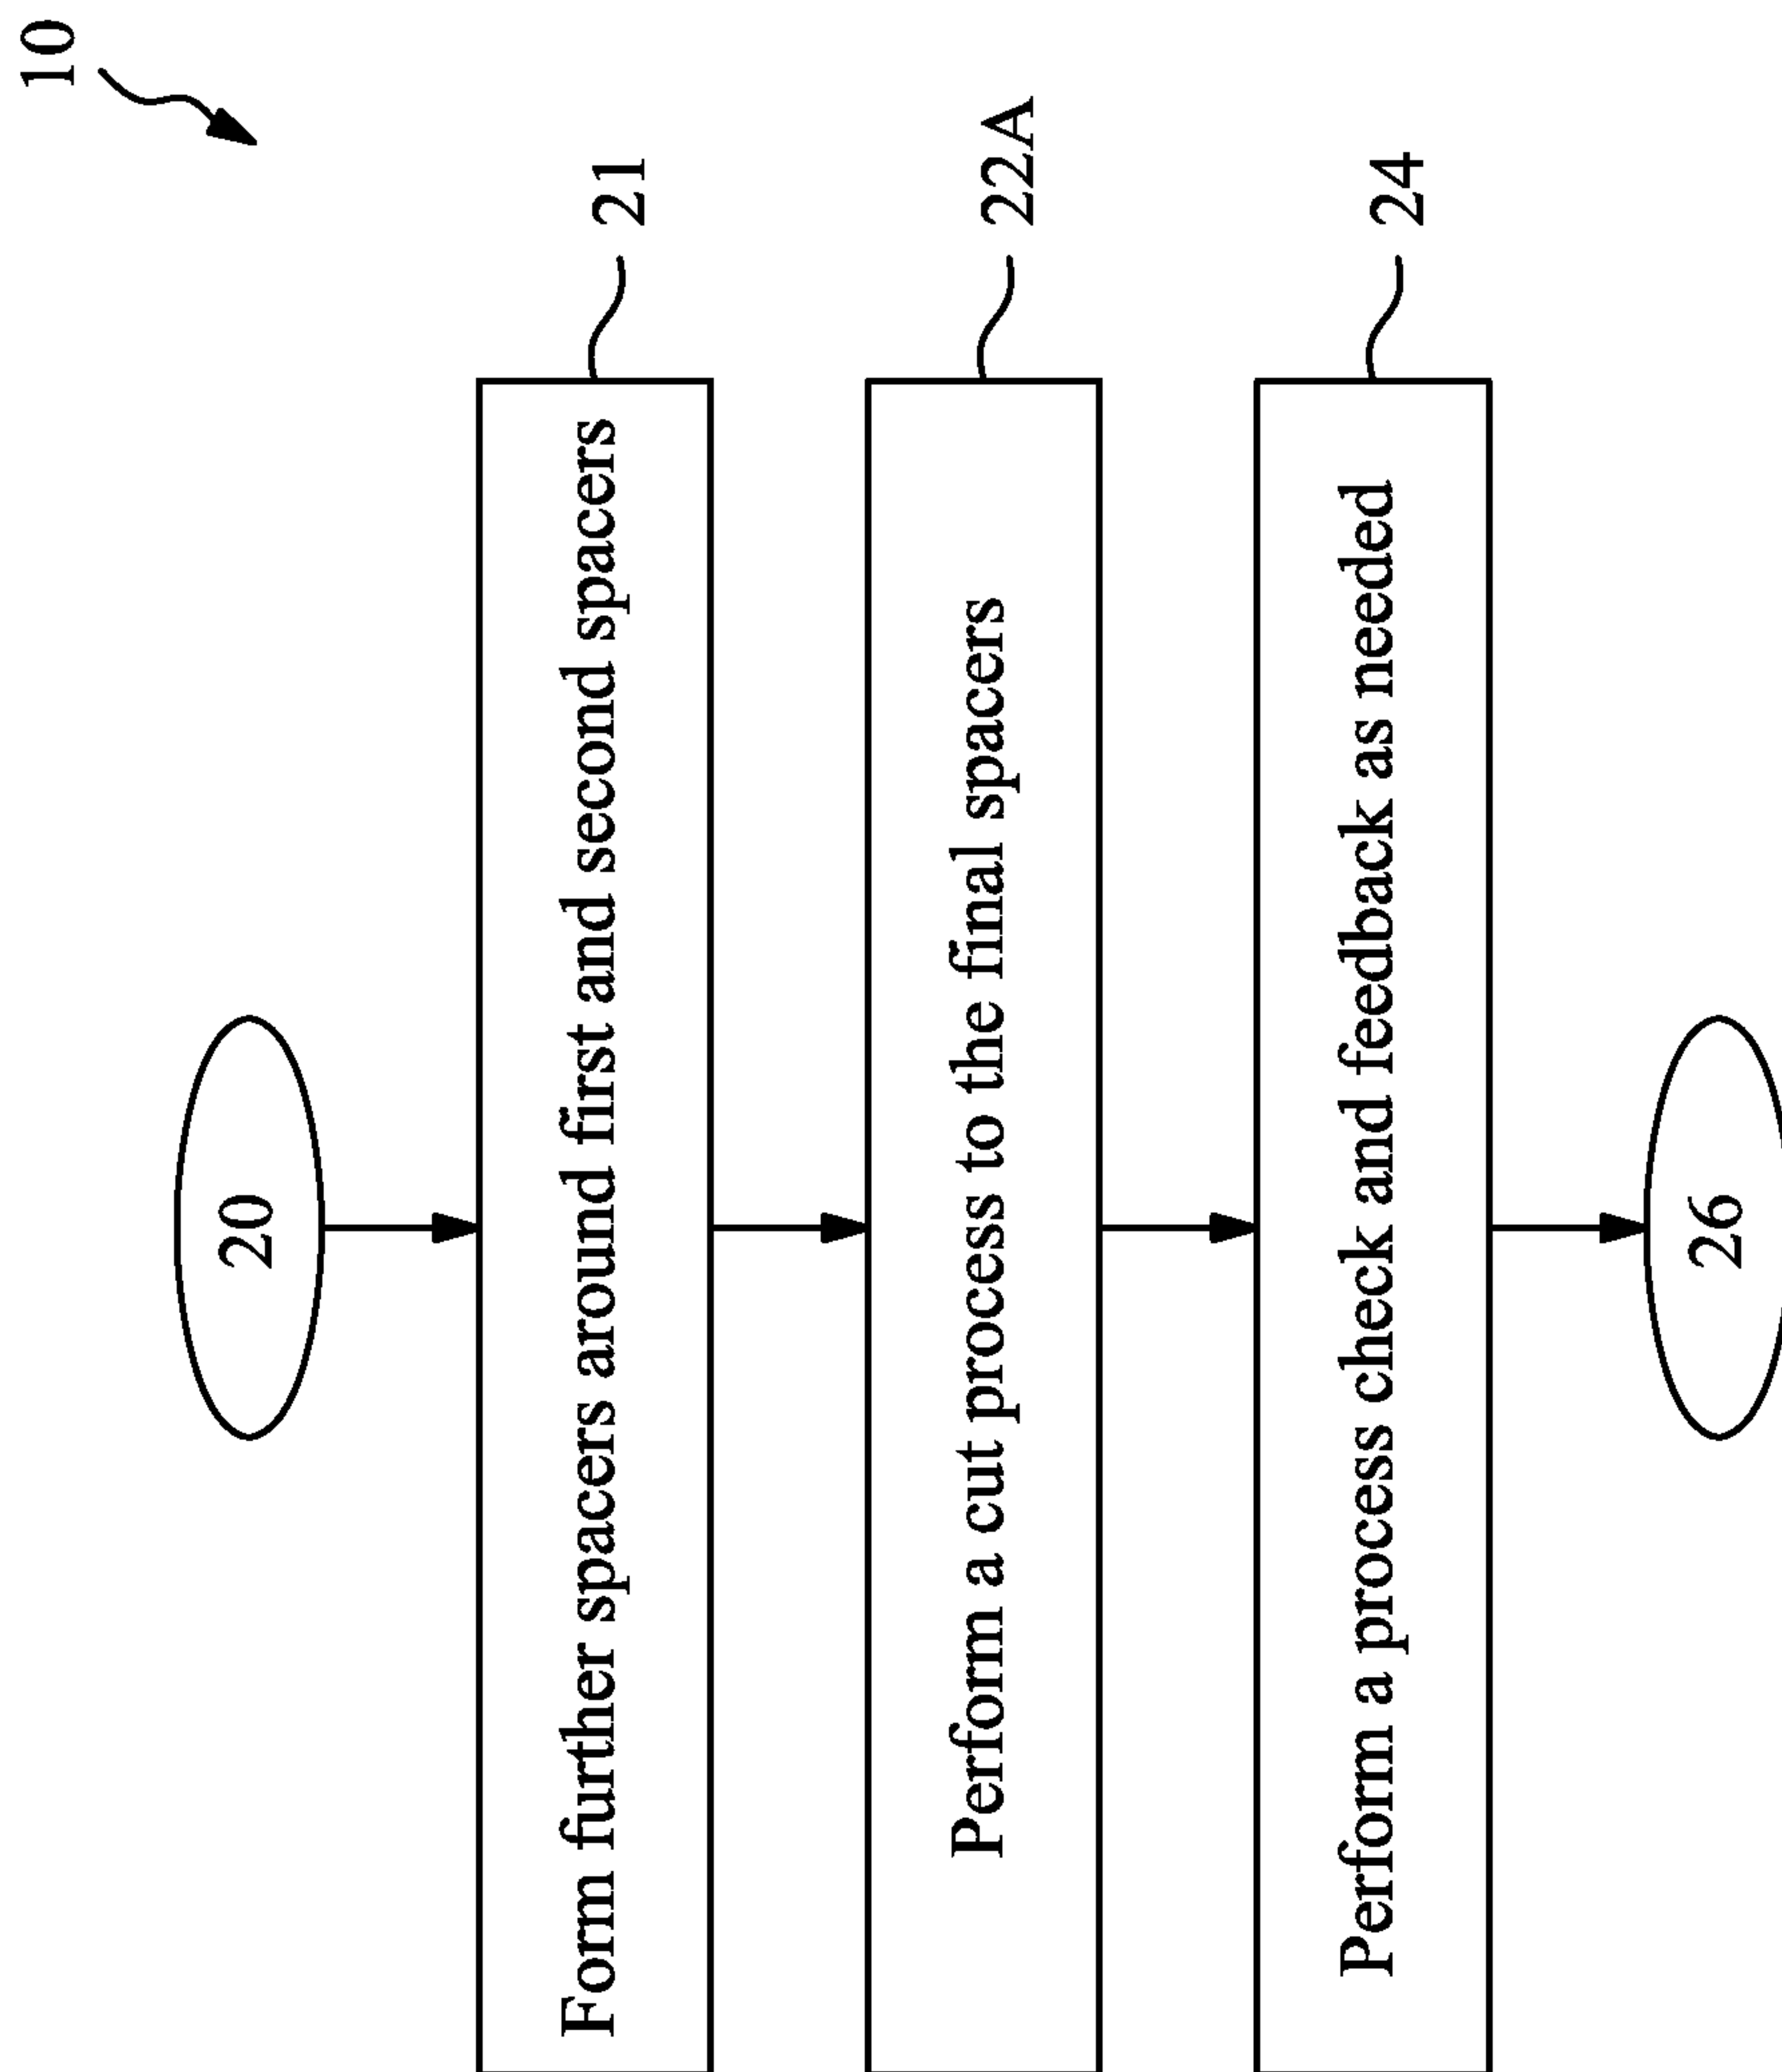 10
20
Form further spacers around first and second spacers
21
Perform a cut process to the final spacers
22A
Perform a process check and feedback as needed
24
26